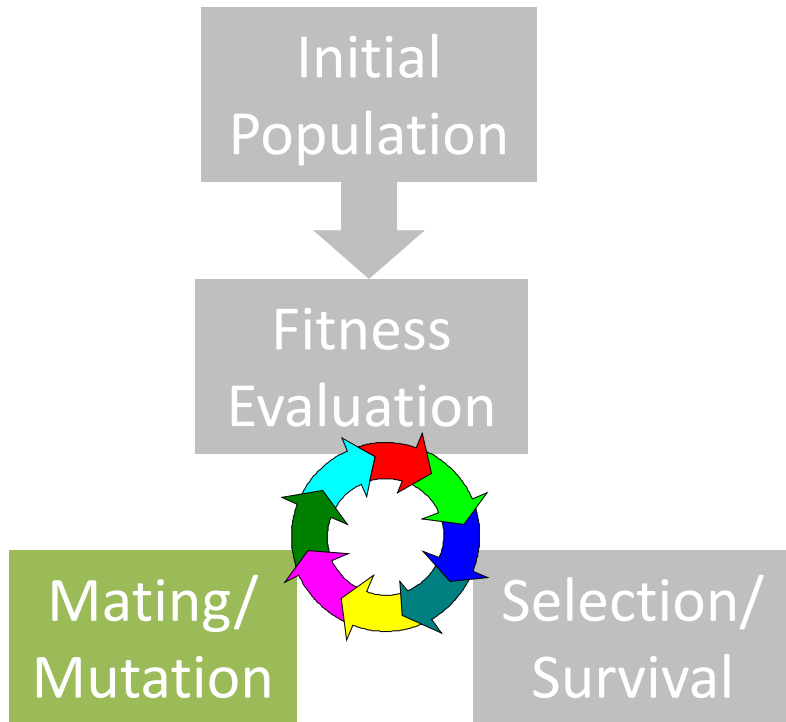 Initial
Population
Fitness
Evaluation
Mating/
Mutation
Selection/
Survival